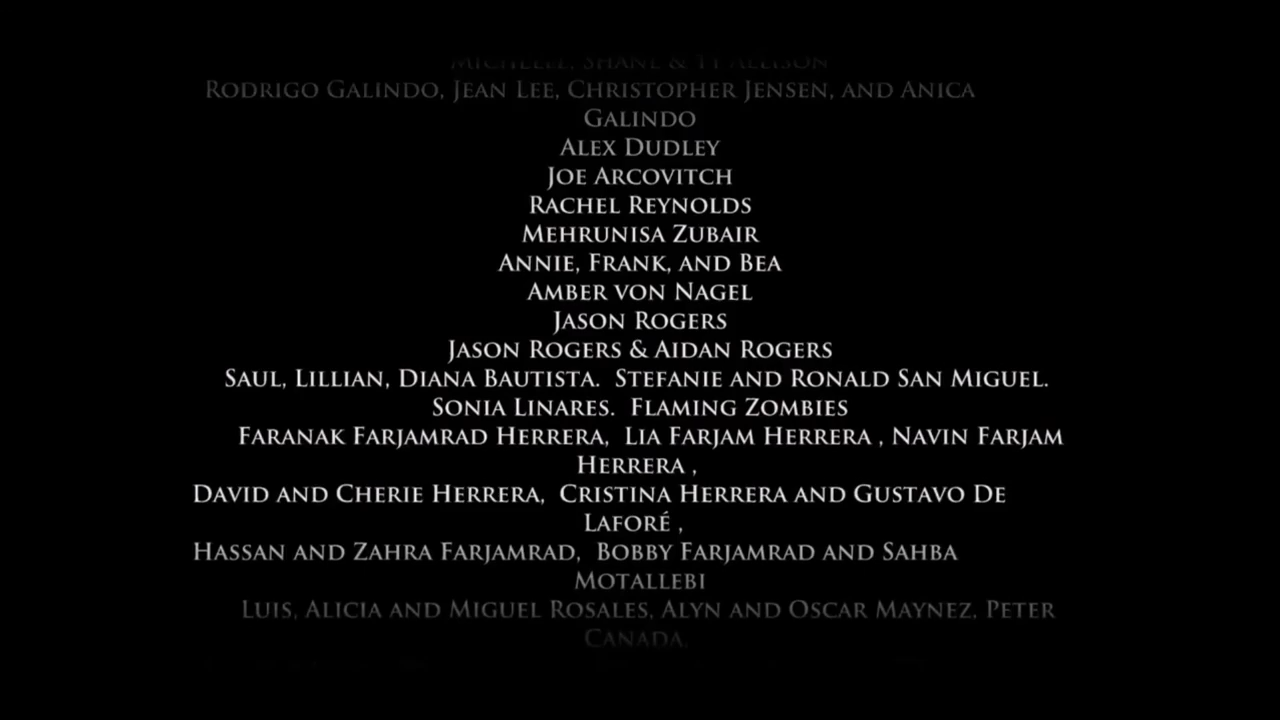 Michelle, Shane & Ty Allison
Rodrigo Galindo, Jean Lee, Christopher Jensen, and Anica
Galindo
Alex Dudley
Joe Arcovitch
Rachel Reynolds
Mehrunisa Zubair
Annie, Frank, and Bea
Amber von Nagel
Jason Rogers
Jason Rogers & Aidan Rogers
Saul, Lillian, Diana Bautista.  Stefanie and Ronald San Miguel.
Sonia Linares.  Flaming Zombies
Faranak Farjamrad Herrera,  Lia Farjam Herrera , Navin Farjam
Herrera ,
David and Cherie Herrera,  Cristina Herrera and Gustavo De
Laforé ,
Hassan and Zahra Farjamrad,  Bobby Farjamrad and Sahba
Motallebi
Luis, Alicia and Miguel Rosales, Alyn and Oscar Maynez, Peter
Canada,